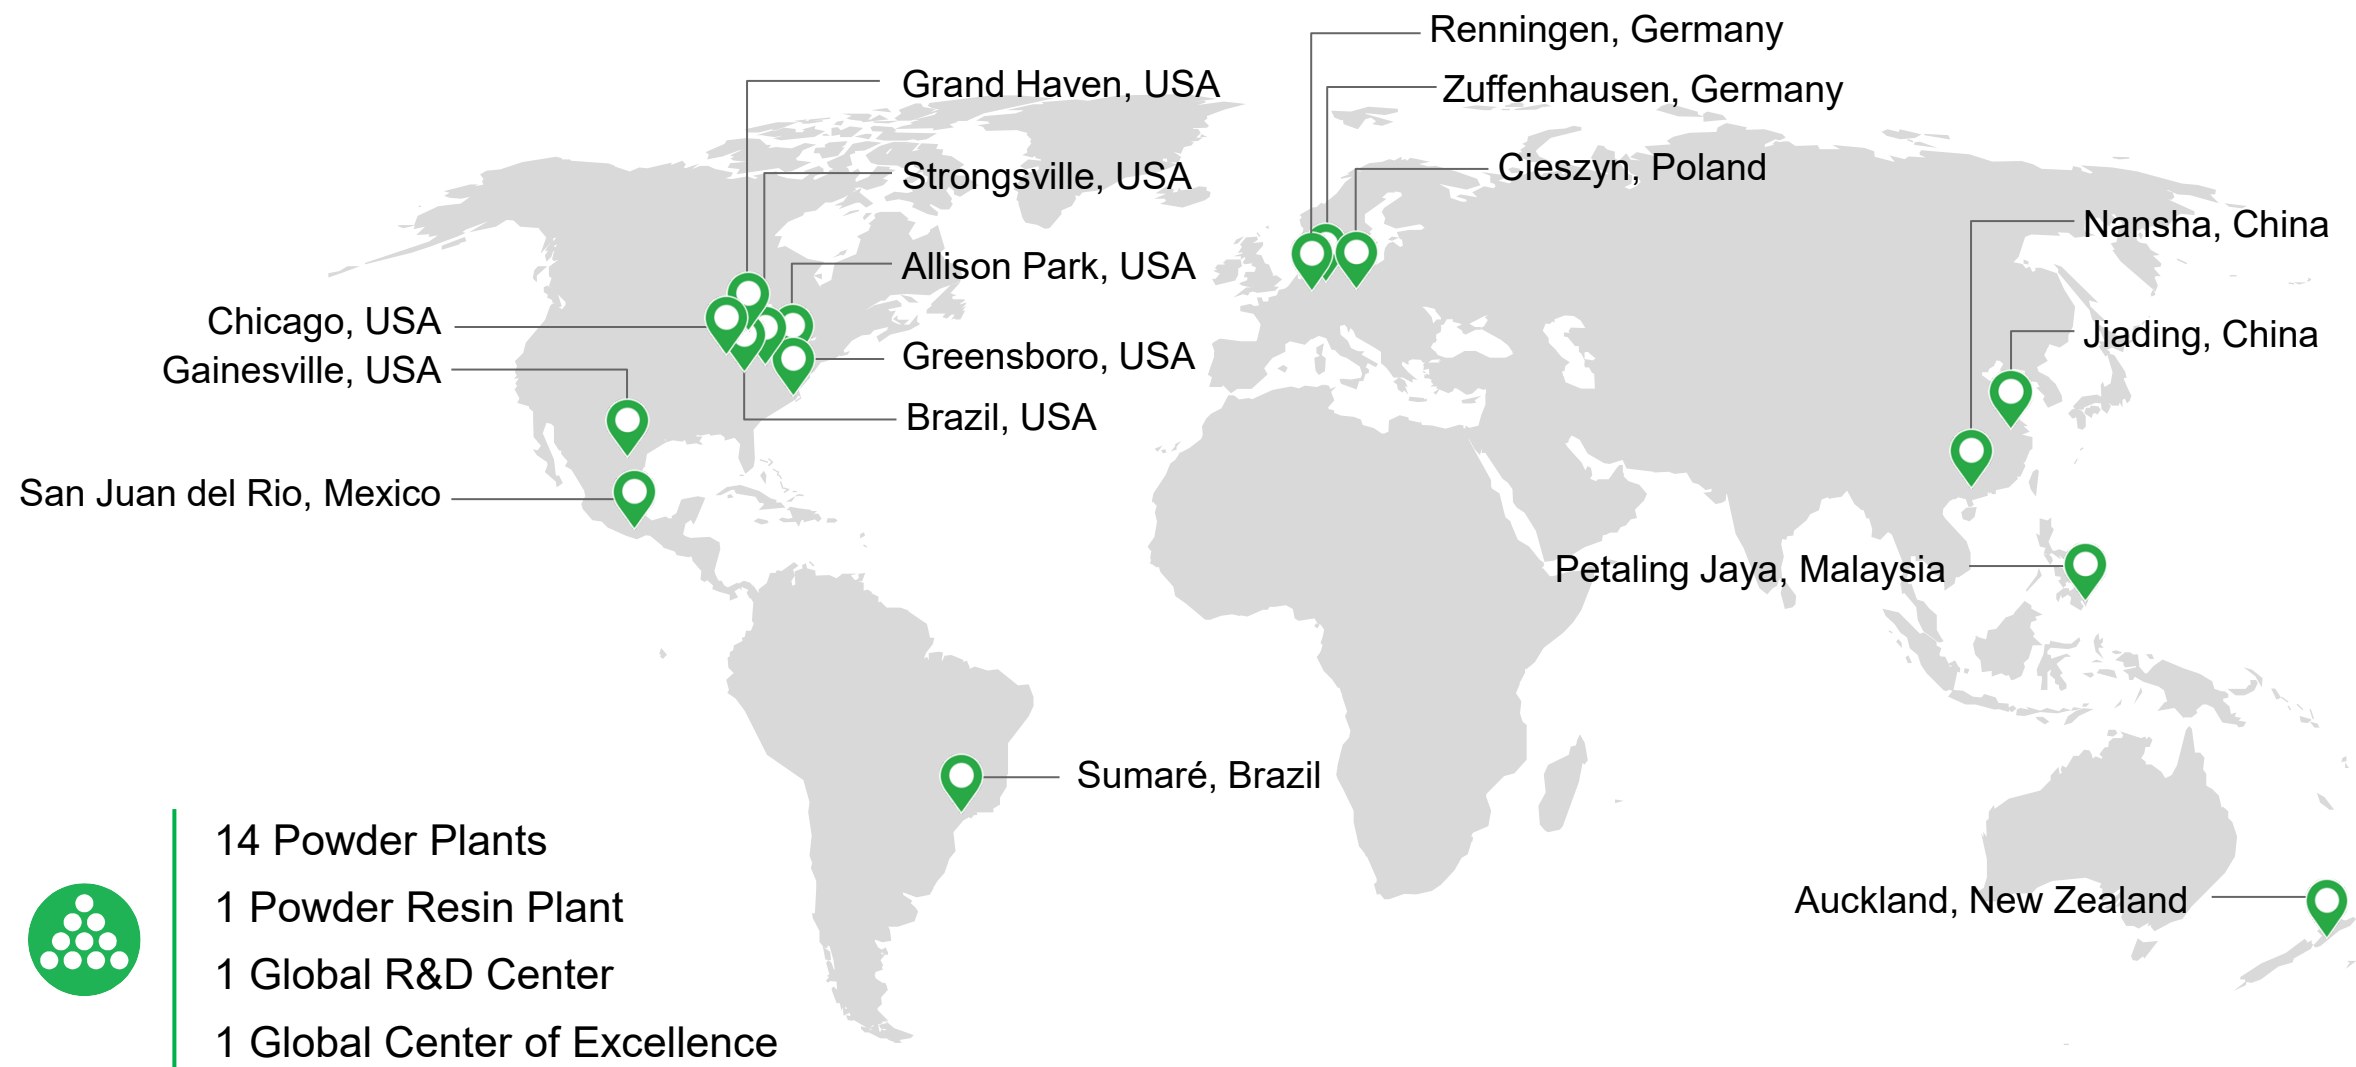 Renningen, Germany
Grand Haven, USA
Zuffenhausen, Germany
Strongsville, USA
Cieszyn, Poland
Nansha, China
Allison Park, USA
Chicago, USA
Jiading, China
Gainesville, USA
Greensboro, USA
Brazil, USA
San Juan del Rio, Mexico
Petaling Jaya, Malaysia
Sumaré, Brazil
Auckland, New Zealand
14 Powder Plants
1 Powder Resin Plant
1 Global R&D Center
1 Global Center of Excellence